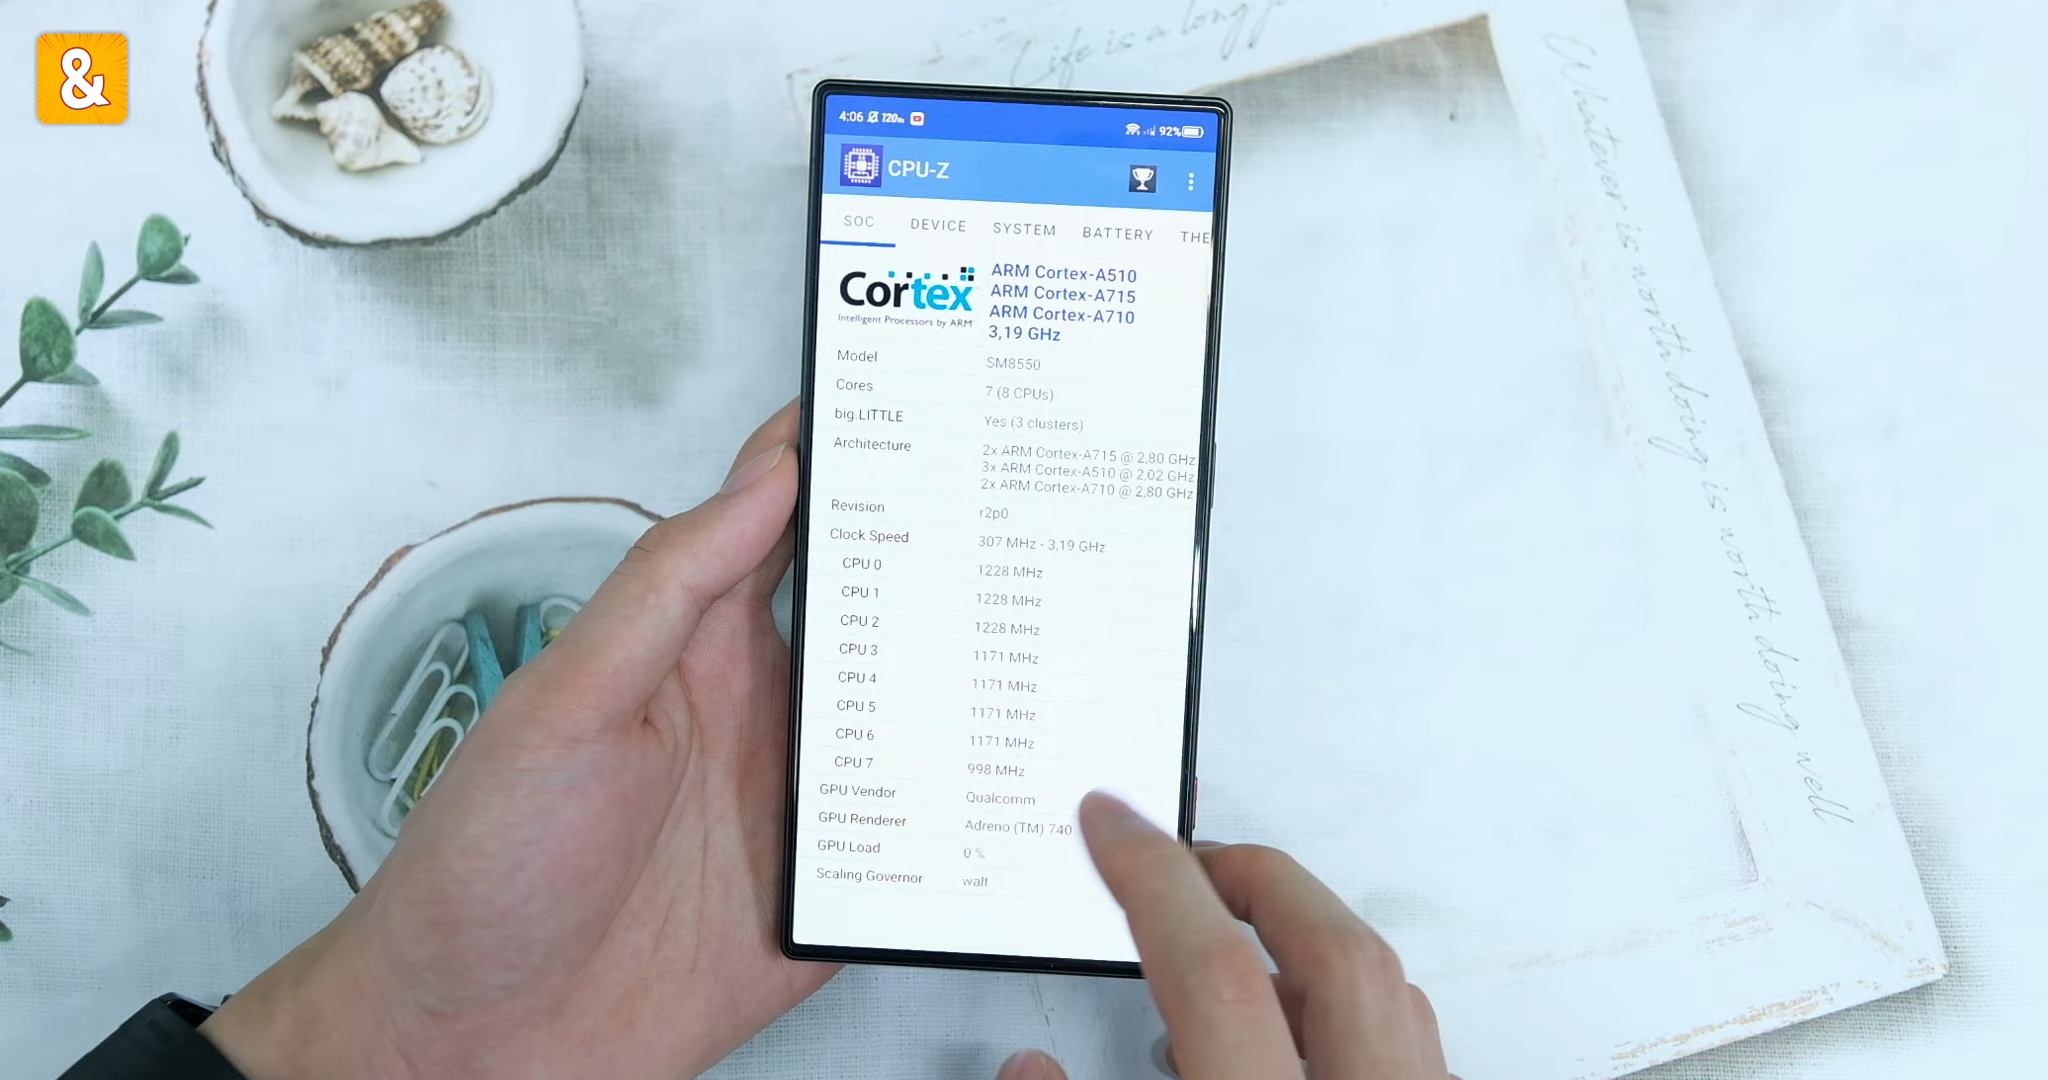 &
Life is a long
Whatever is worth doing is worth doing well
4:06 120Hz 92%
CPU-Z
SOC DEVICE SYSTEM BATTERY THE
Cortex
Intelligent Processors by ARM
ARM Cortex-A510
ARM Cortex-A715
ARM Cortex-A710
3,19 GHz
Model SM8550
Cores 7 (8 CPUs)
big.LITTLE Yes (3 clusters)
Architecture 2x ARM Cortex-A715 @ 2,80 GHz
3x ARM Cortex-A510 @ 2,02 GHz
2x ARM Cortex-A710 @ 2,80 GHz
Revision r2p0
Clock Speed 307 MHz - 3,19 GHz
CPU 0 1228 MHz
CPU 1 1228 MHz
CPU 2 1228 MHz
CPU 3 1171 MHz
CPU 4 1171 MHz
CPU 5 1171 MHz
CPU 6 1171 MHz
CPU 7 998 MHz
GPU Vendor Qualcomm
GPU Renderer Adreno (TM) 740
GPU Load 0 %
Scaling Governor walt